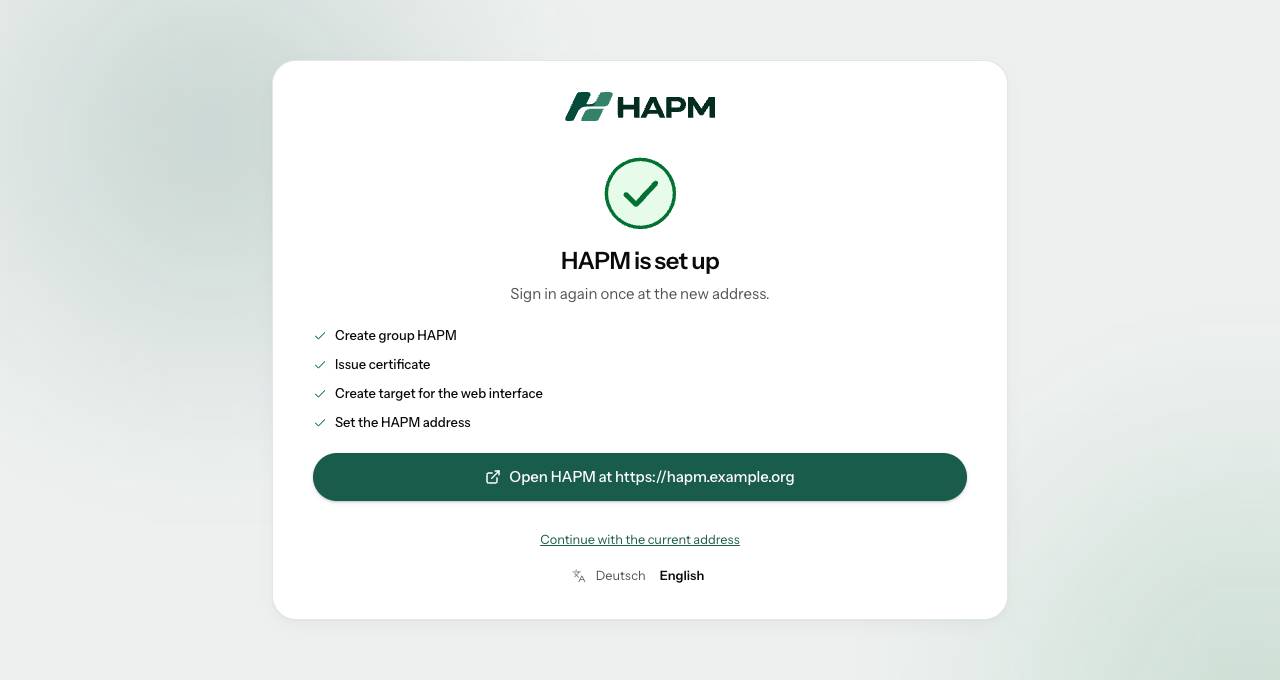 HAPM
HAPM is set up
Sign in again once at the new address.
Create group HAPM
Issue certificate
Create target for the web interface
Set the HAPM address
Open HAPM at https://hapm.example.org
Continue with the current address
Deutsch English